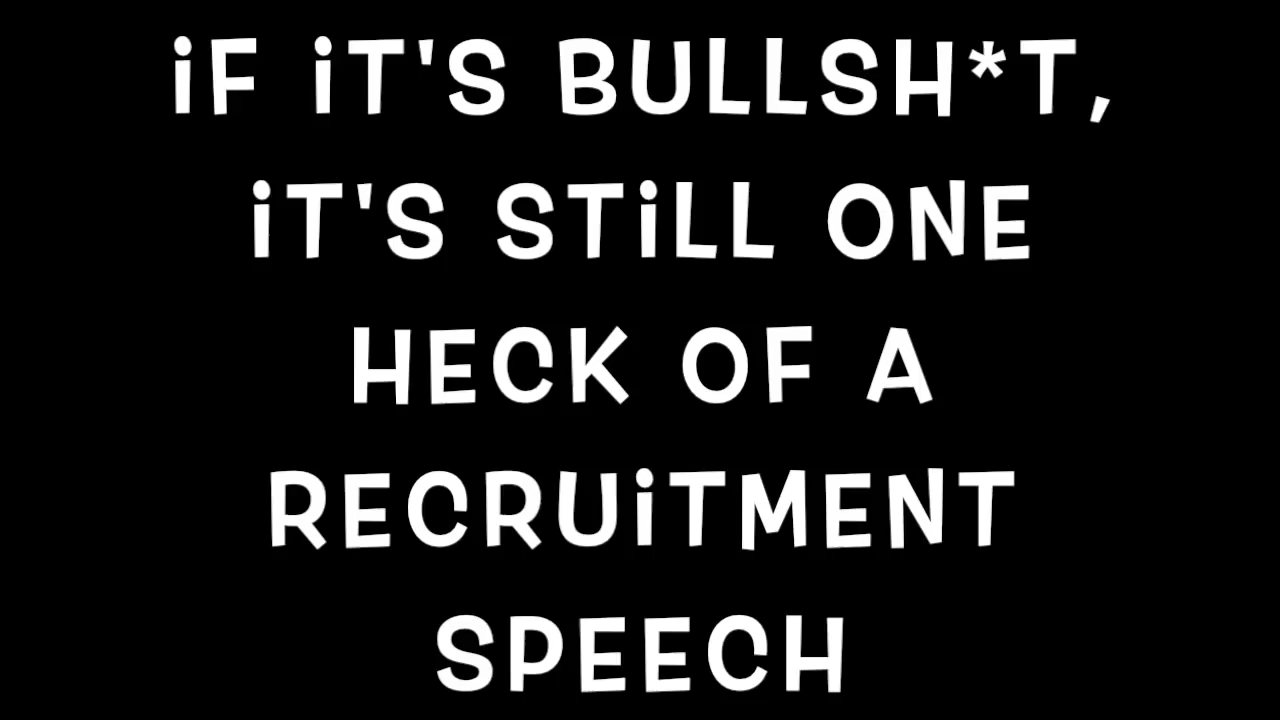 iF iT'S BULLSH*T,
iT'S STiLL ONE
HECK OF A
RECRUiTMENT
SPEECH